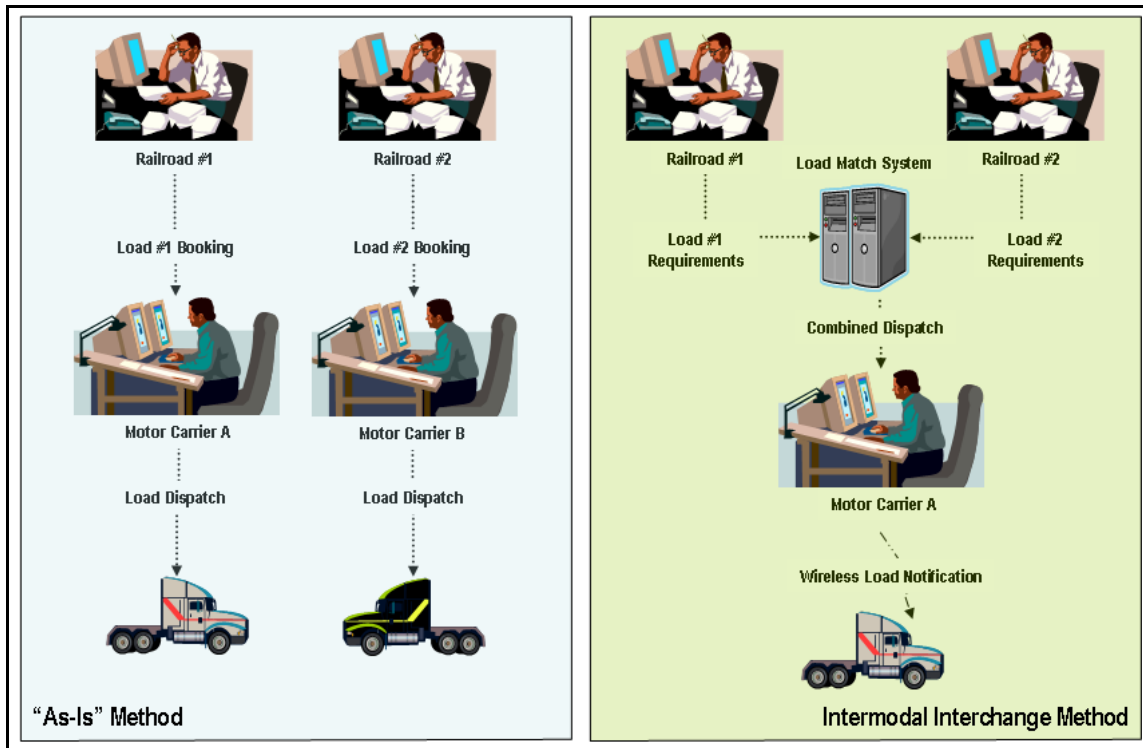 Railroad #1
Railroad #2
Load #1 Booking
Load #2 Booking
Motor Carrier A
Motor Carrier B
Load Dispatch
Load Dispatch
“As-Is” Method
Railroad #1
Load Match System
Railroad #2
Load #1
Requirements
Load #2
Requirements
Combined Dispatch
Motor Carrier A
Wireless Load Notification
Intermodal Interchange Method